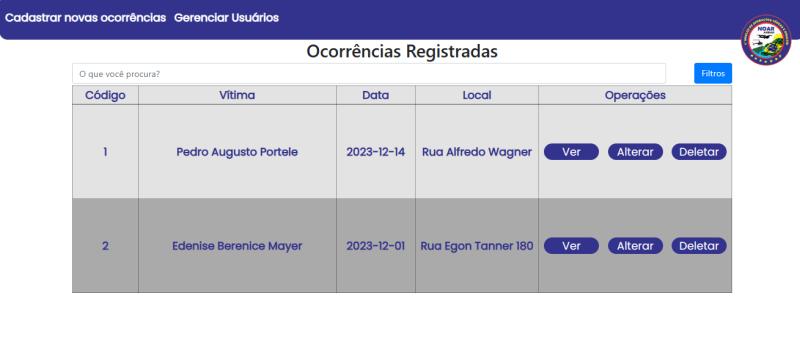 Cadastrar novas ocorrências Gerenciar Usuários
NOAR
Ocorrências Registradas
O que você procura? Filtros
Código Vítima Data Local Operações
1 Pedro Augusto Portele 2023-12-14 Rua Alfredo Wagner Ver Alterar Deletar
2 Edenise Berenice Mayer 2023-12-01 Rua Egon Tanner 180 Ver Alterar Deletar